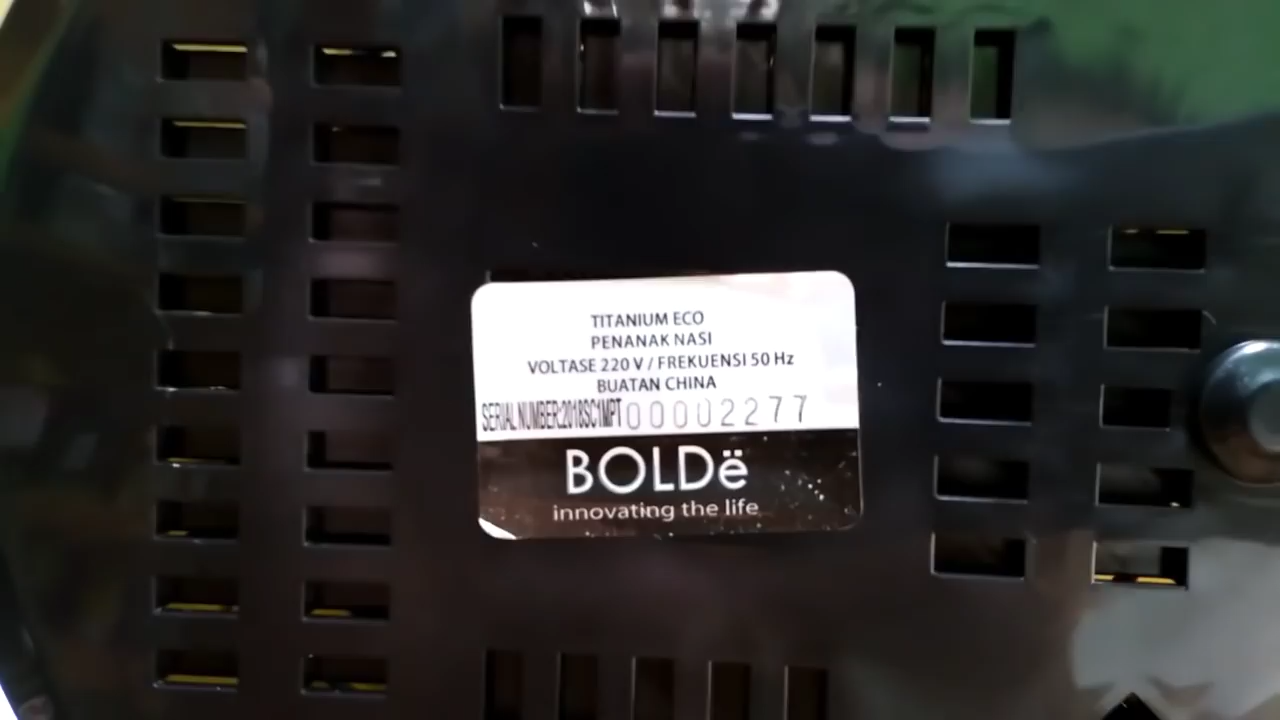 TITANIUM ECO
PENANAK NASI
VOLTASE 220 V / FREKUENSI 50 Hz
BUATAN CHINA
SERIAL NUMBER:2018SC1MPT 00002277
BOLDë
innovating the life